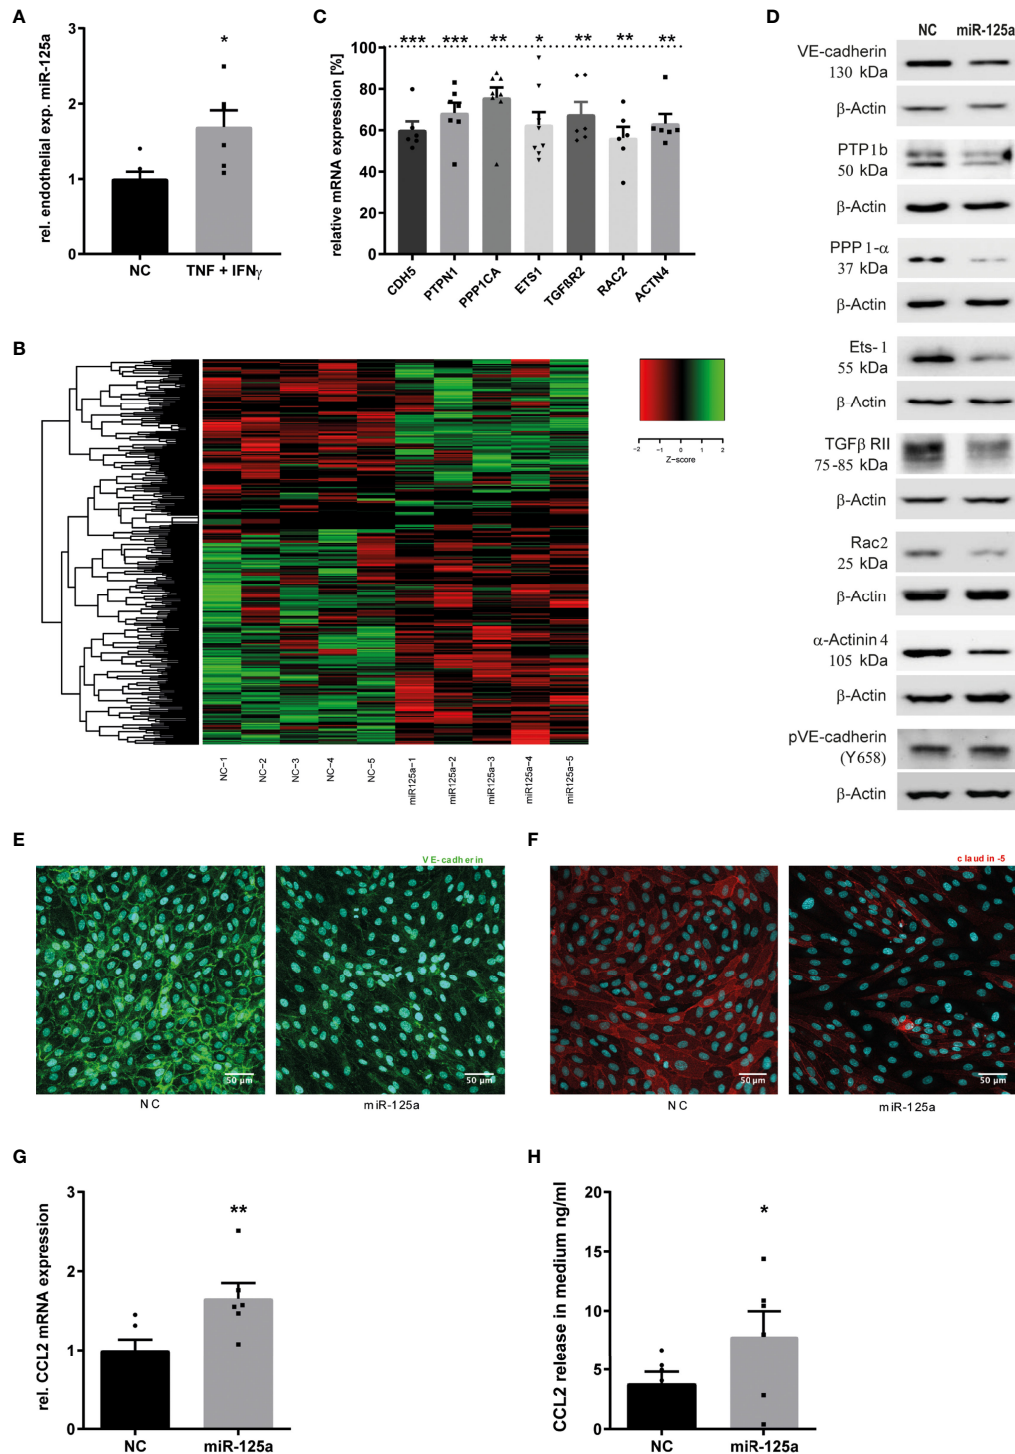 A
rel. endothelial exp. miR-125a
3
2
1
0
*
NC
TNF + IFNγ
C
relative mRNA expression [%]
100
80
60
40
20
0
*** *** ** * ** ** **
CDH5
PTPN1
PPP1CA
ETS1
TGFßR2
RAC2
ACTN4
D
NC miR-125a
VE-cadherin
130 kDa
β-Actin
PTP1b
50 kDa
β-Actin
PPP 1-α
37 kDa
β-Actin
Ets-1
55 kDa
β-Actin
TGFβ RII
75-85 kDa
β-Actin
Rac2
25 kDa
β-Actin
α-Actinin 4
105 kDa
β-Actin
pVE-cadherin
(Y658)
β-Actin
B
-2 -1 0 1 2
Z-score
NC-1
NC-2
NC-3
NC-4
NC-5
miR125a-1
miR125a-2
miR125a-3
miR125a-4
miR125a-5
E
VE-cadherin
50 µm
50 µm
NC
miR-125a
F
claudin-5
50 µm
50 µm
NC
miR-125a
G
rel. CCL2 mRNA expression
3
2
1
0
**
NC
miR-125a
H
CCL2 release in medium ng/ml
20
15
10
5
0
*
NC
miR-125a